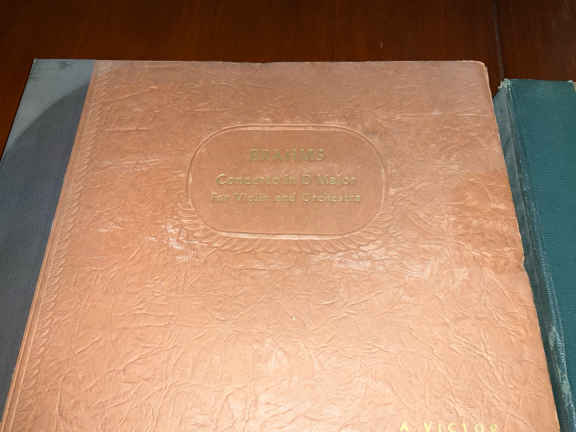 BRAHMS
Concerto in D Major
For Violin and Orchestra
A VICTOR